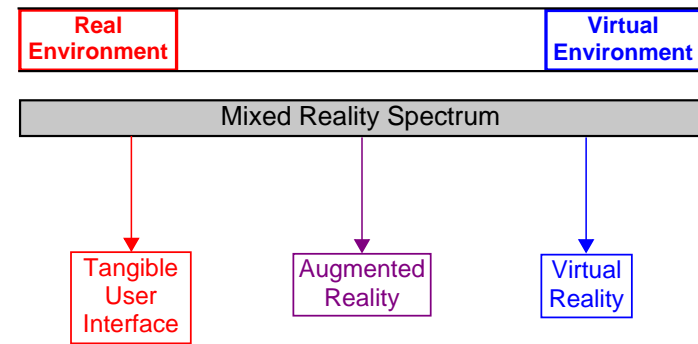 Real
Environment
Virtual
Environment
Mixed Reality Spectrum
Tangible
User
Interface
Augmented
Reality
Virtual
Reality